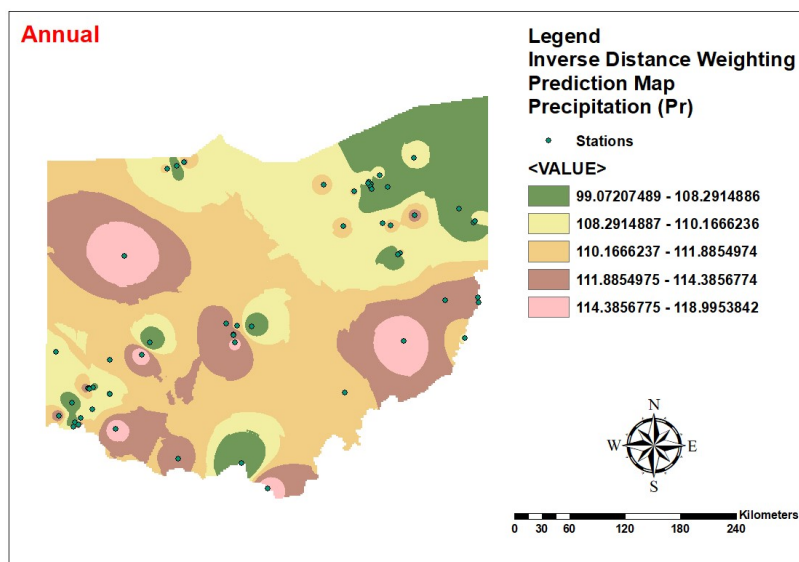 Annual
Legend
Inverse Distance Weighting
Prediction Map
Precipitation (Pr)
Stations
<VALUE>
99.07207489 - 108.2914886
108.2914887 - 110.1666236
110.1666237 - 111.8854974
111.8854975 - 114.3856774
114.3856775 - 118.9953842
N
W E
S
Kilometers
0 15 30 60 120 180 240